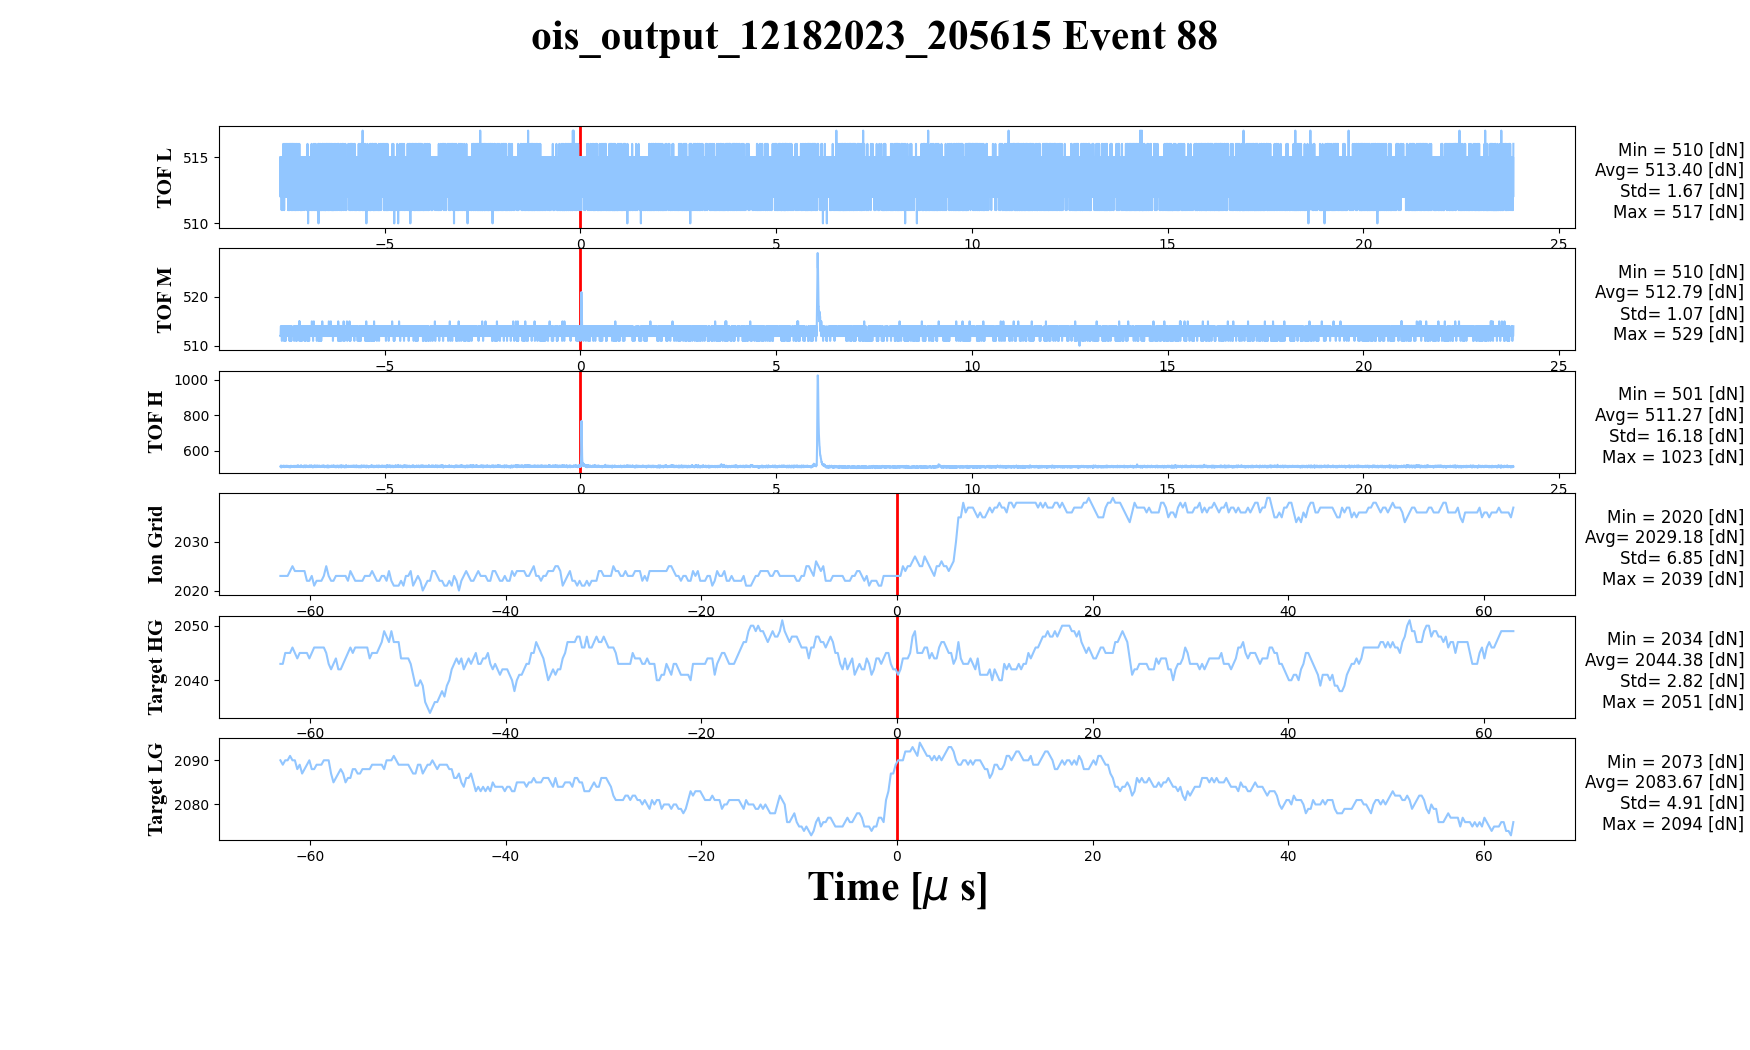 ois_output_12182023_205615 Event 88
TOF L
515
510
−5 0 5 10 15 20 25
Min = 510 [dN]
Avg= 513.40 [dN]
Std= 1.67 [dN]
Max = 517 [dN]
TOF M
520
510
−5 0 5 10 15 20 25
Min = 510 [dN]
Avg= 512.79 [dN]
Std= 1.07 [dN]
Max = 529 [dN]
TOF H
1000
800
600
−5 0 5 10 15 20 25
Min = 501 [dN]
Avg= 511.27 [dN]
Std= 16.18 [dN]
Max = 1023 [dN]
Ion Grid
2030
2020
−60 −40 −20 0 20 40 60
Min = 2020 [dN]
Avg= 2029.18 [dN]
Std= 6.85 [dN]
Max = 2039 [dN]
Target HG
2050
2040
−60 −40 −20 0 20 40 60
Min = 2034 [dN]
Avg= 2044.38 [dN]
Std= 2.82 [dN]
Max = 2051 [dN]
Target LG
2090
2080
−60 −40 −20 0 20 40 60
Min = 2073 [dN]
Avg= 2083.67 [dN]
Std= 4.91 [dN]
Max = 2094 [dN]
Time [μ s]